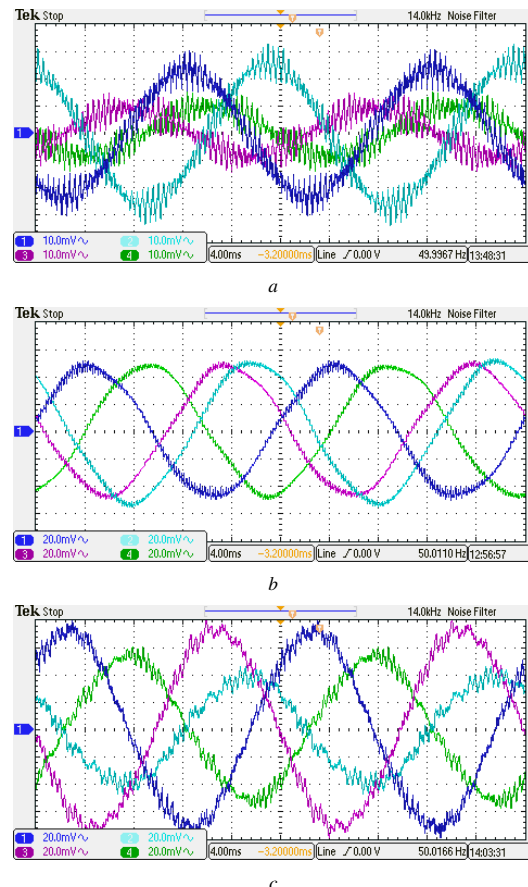 Tek Stop 14.0kHz Noise Filter
1
1 10.0mV∿ 2 10.0mV∿
3 10.0mV∿ 4 10.0mV∿ 4.00ms −3.20000ms Line ∫ 0.00 V 49.9967 Hz 13:48:31
a
Tek Stop 14.0kHz Noise Filter
1
1 20.0mV∿ 2 20.0mV∿
3 20.0mV∿ 4 20.0mV∿ 4.00ms −3.20000ms Line ∫ 0.00 V 50.0110 Hz 12:56:57
b
Tek Stop 14.0kHz Noise Filter
1
1 20.0mV∿ 2 20.0mV∿
3 20.0mV∿ 4 20.0mV∿ 4.00ms −3.20000ms Line ∫ 0.00 V 50.0166 Hz 14:03:31
c